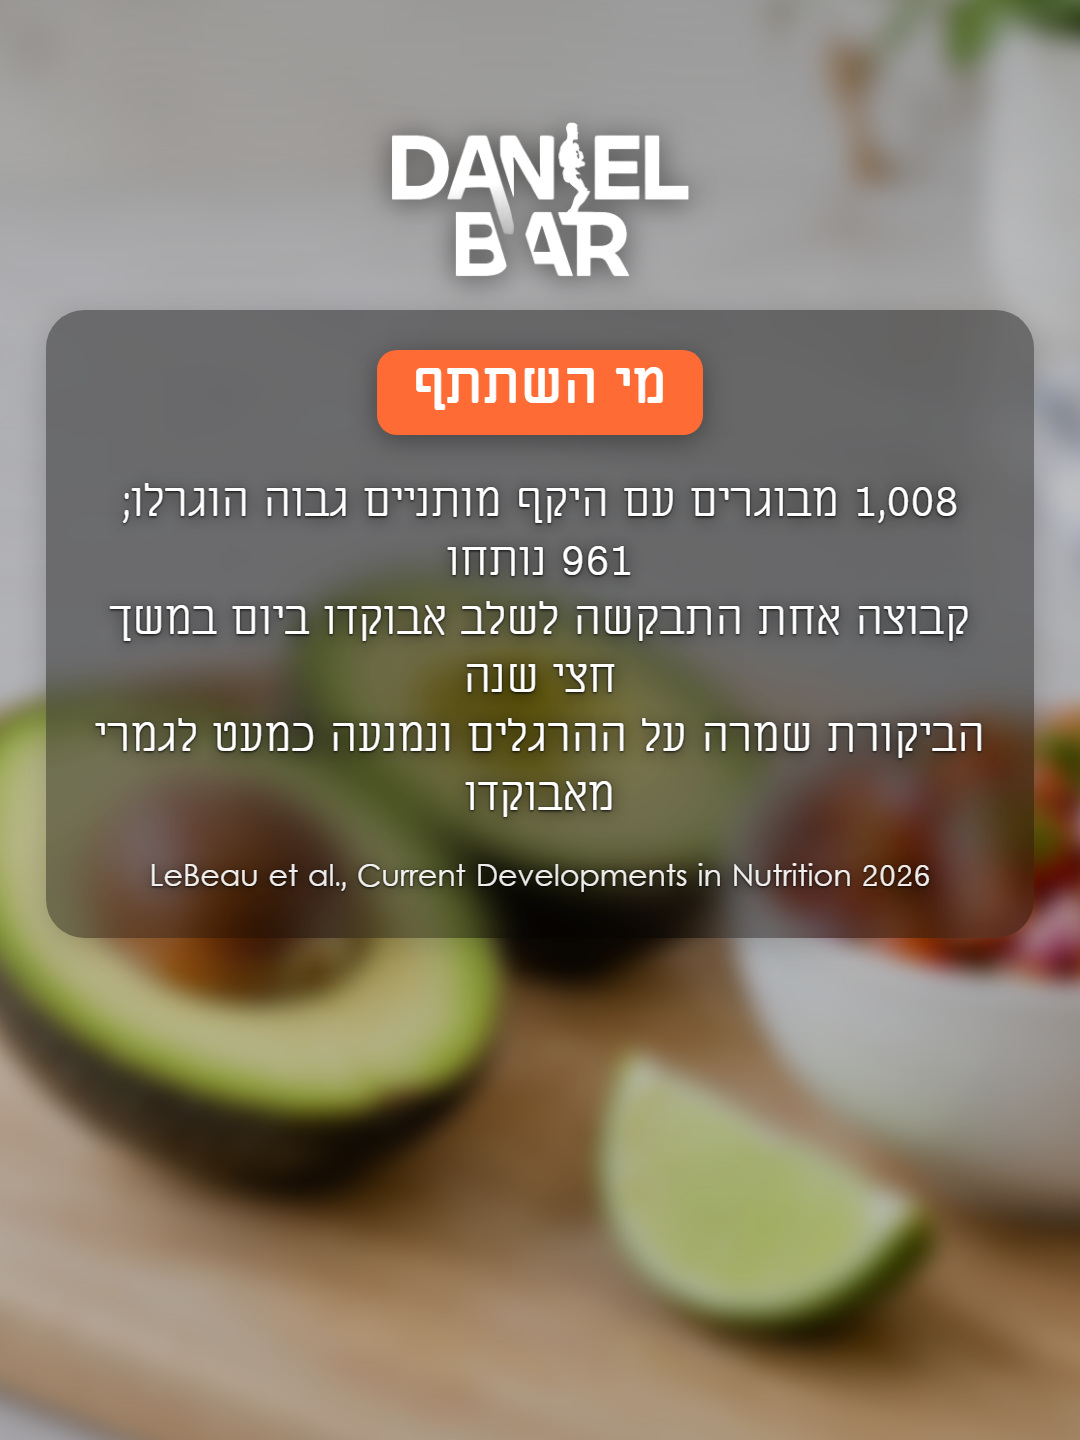 DANIEL
BAR
מי השתתף
1,008 מבוגרים עם היקף מותניים גבוה הוגרלו;
961 נותחו
קבוצה אחת התבקשה לשלב אבוקדו ביום במשך
חצי שנה
הביקורת שמרה על ההרגלים ונמנעה כמעט לגמרי
מאבוקדו
LeBeau et al., Current Developments in Nutrition 2026